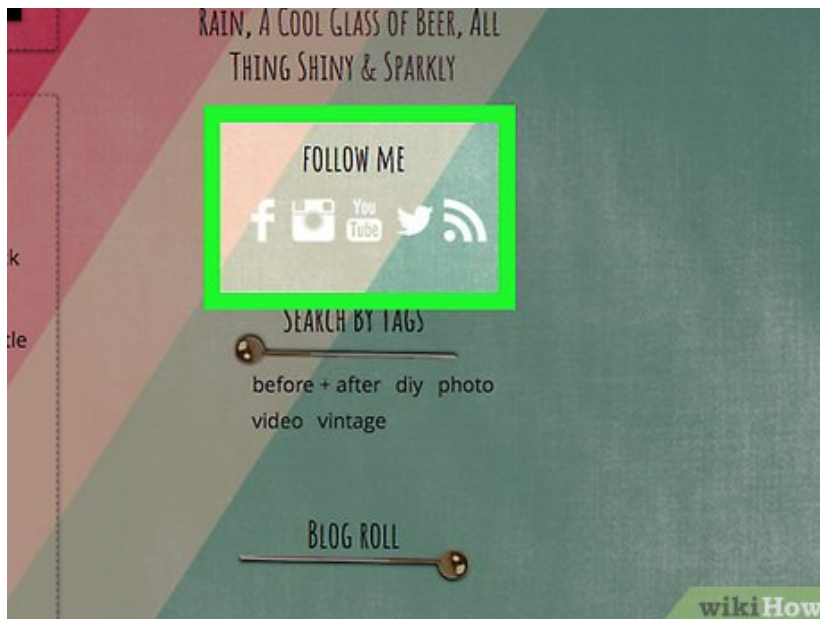 Rain, A Cool Glass of Beer, All
Thing Shiny & Sparkly
FOLLOW ME
You
Tube
Search by Tags
before + after diy photo
video vintage
Blog roll
k
tle
wikiHow